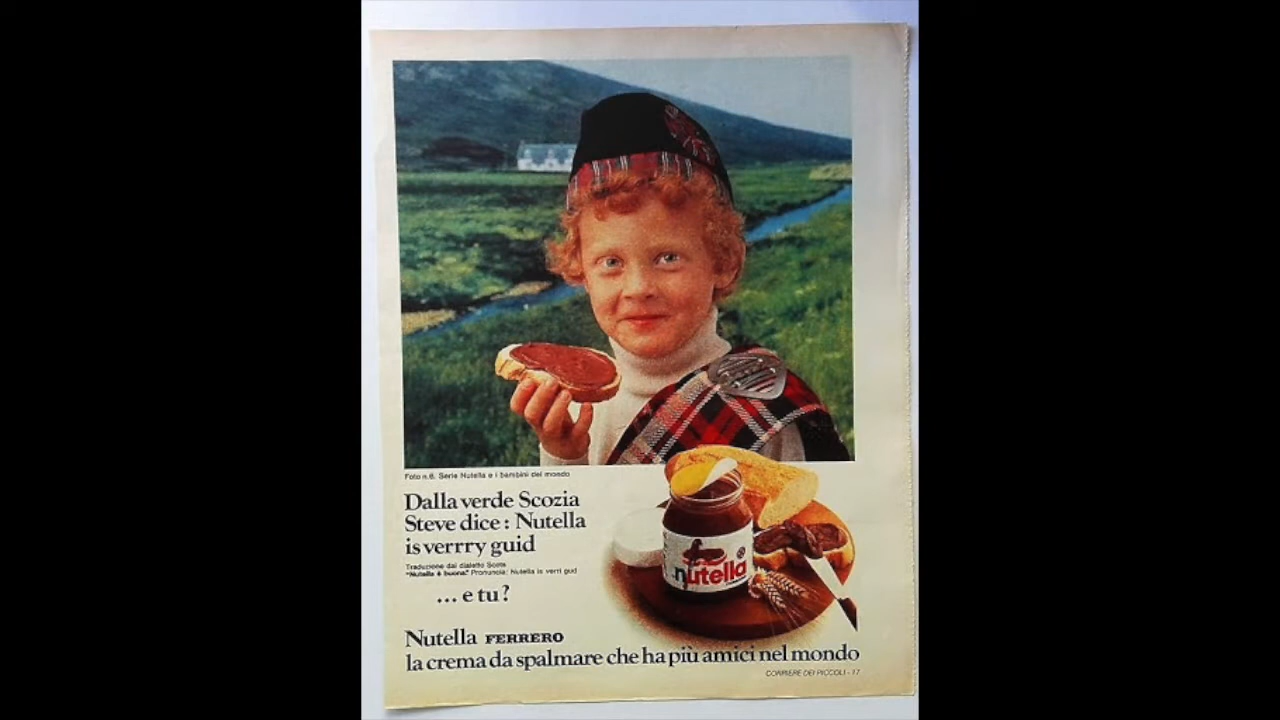 Foto n.6. Serie Nutella e i bambini del mondo
Dalla verde Scozia
Steve dice: Nutella
is verrry guid
Traduzione dal dialetto Scots
"Nutella è buona." Pronuncia: Nutella is verri gud
... e tu?
nutella
Nutella FERRERO
la crema da spalmare che ha più amici nel mondo
CORRIERE DEI PICCOLI - 17